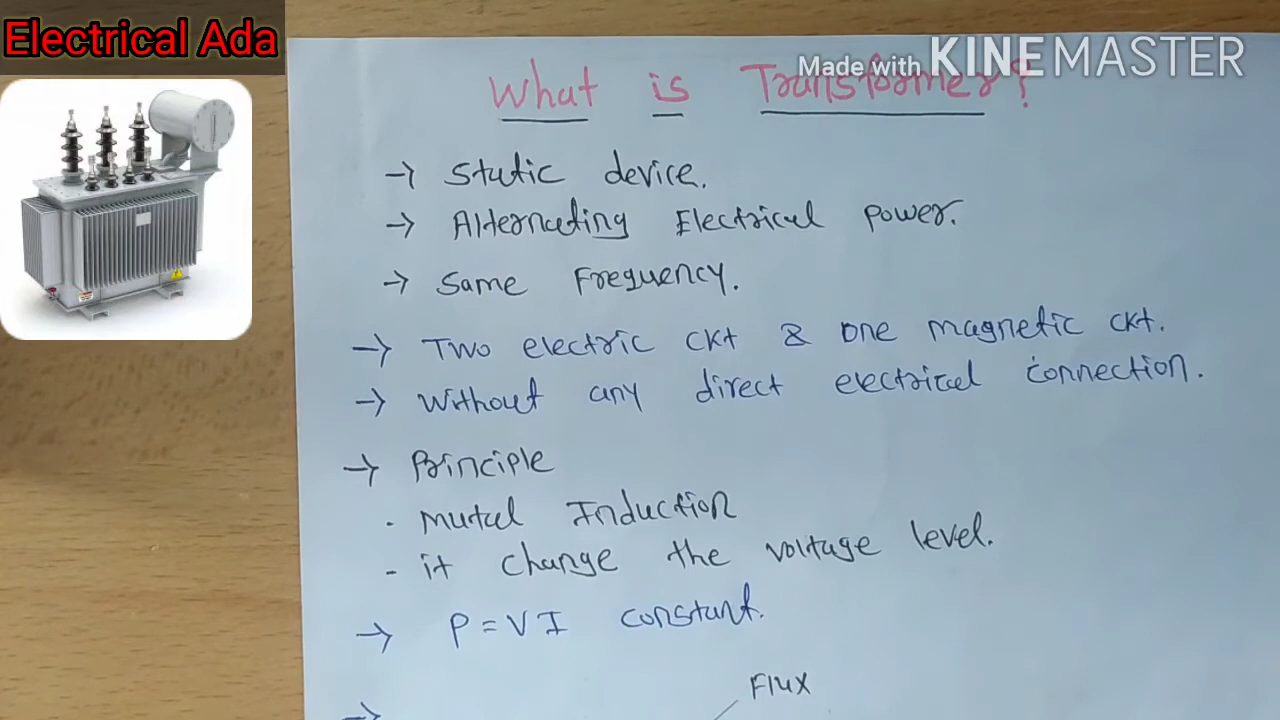 Electrical Ada
Made with KINEMASTER
What is Transformer?
→ Static device.
→ Alternating Electrical power.
→ Same Frequency.
→ Two electric ckt & one magnetic ckt.
→ Without any direct electrical connection.
→ Principle
· Mutul Induction
- it change the voltage level.
→ P = V I constant.
Flux
→